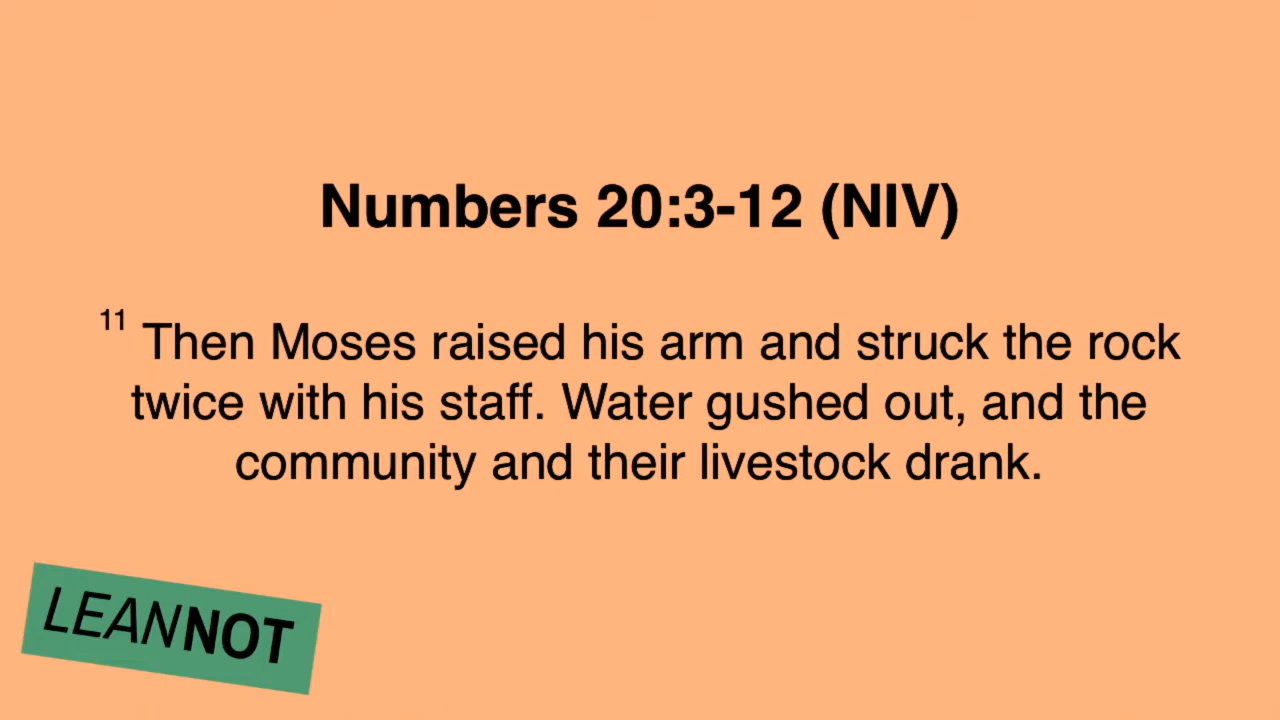 Numbers 20:3-12 (NIV)
11 Then Moses raised his arm and struck the rock
twice with his staff. Water gushed out, and the
community and their livestock drank.
LEANNOT